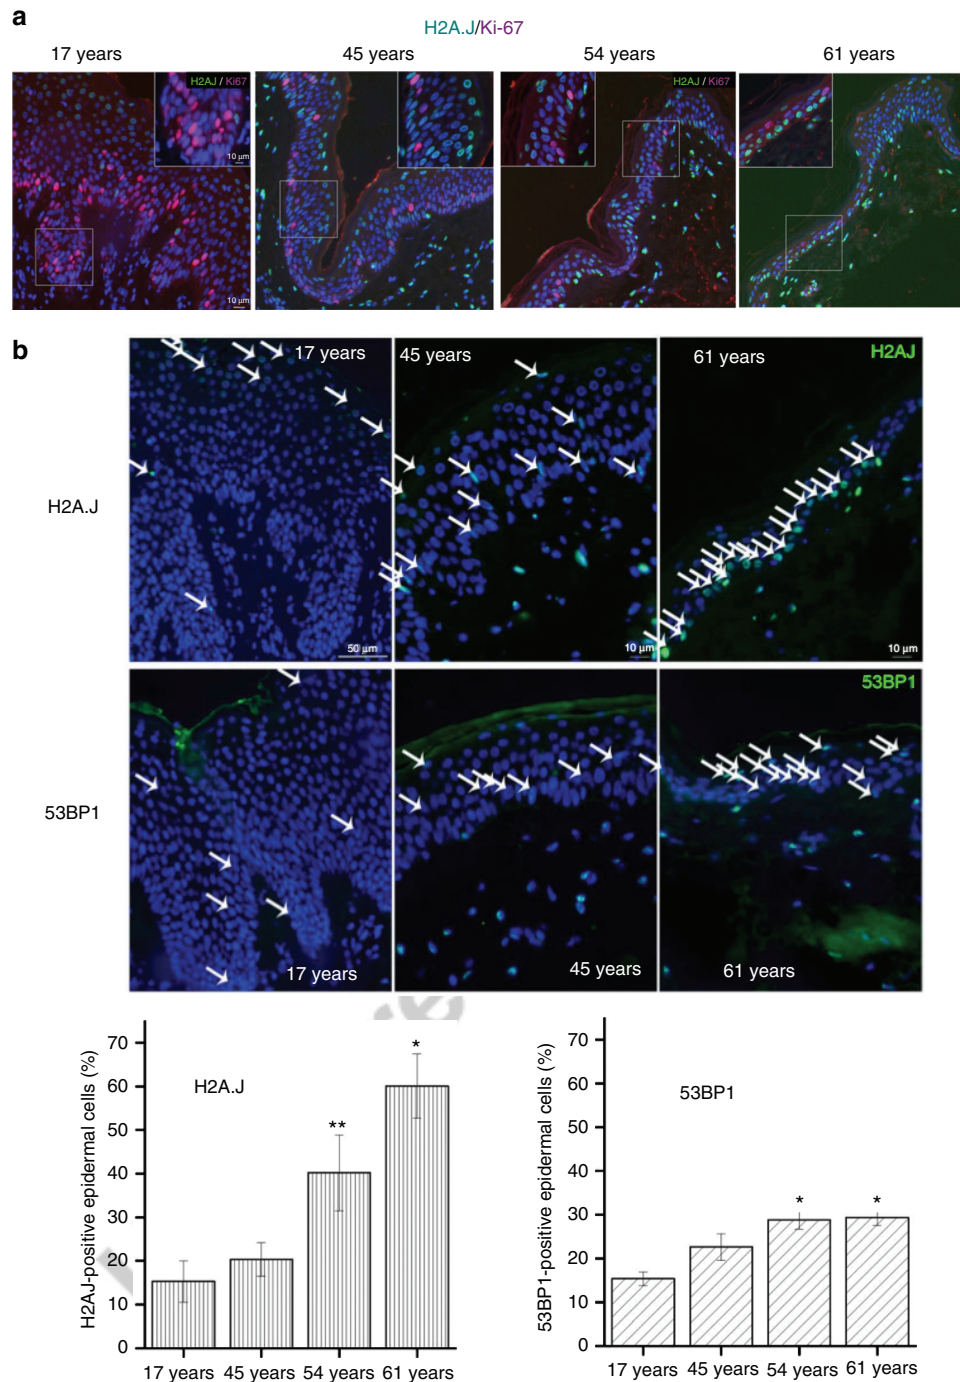 a
H2A.J/Ki-67
17 years 45 years 54 years 61 years
H2AJ / Ki67
10 µm
10 µm
H2AJ / Ki67
H2AJ / Ki67
H2AJ / Ki67
b
17 years
45 years
61 years
H2AJ
H2A.J
50 µm
10 µm
10 µm
53BP1
53BP1
17 years
45 years
61 years
H2AJ-positive epidermal cells (%)
70
60
50
40
30
20
10
0
H2A.J
**
*
17 years 45 years 54 years 61 years
53BP1-positive epidermal cells (%)
70
60
50
40
30
20
10
0
53BP1
*
*
17 years 45 years 54 years 61 years